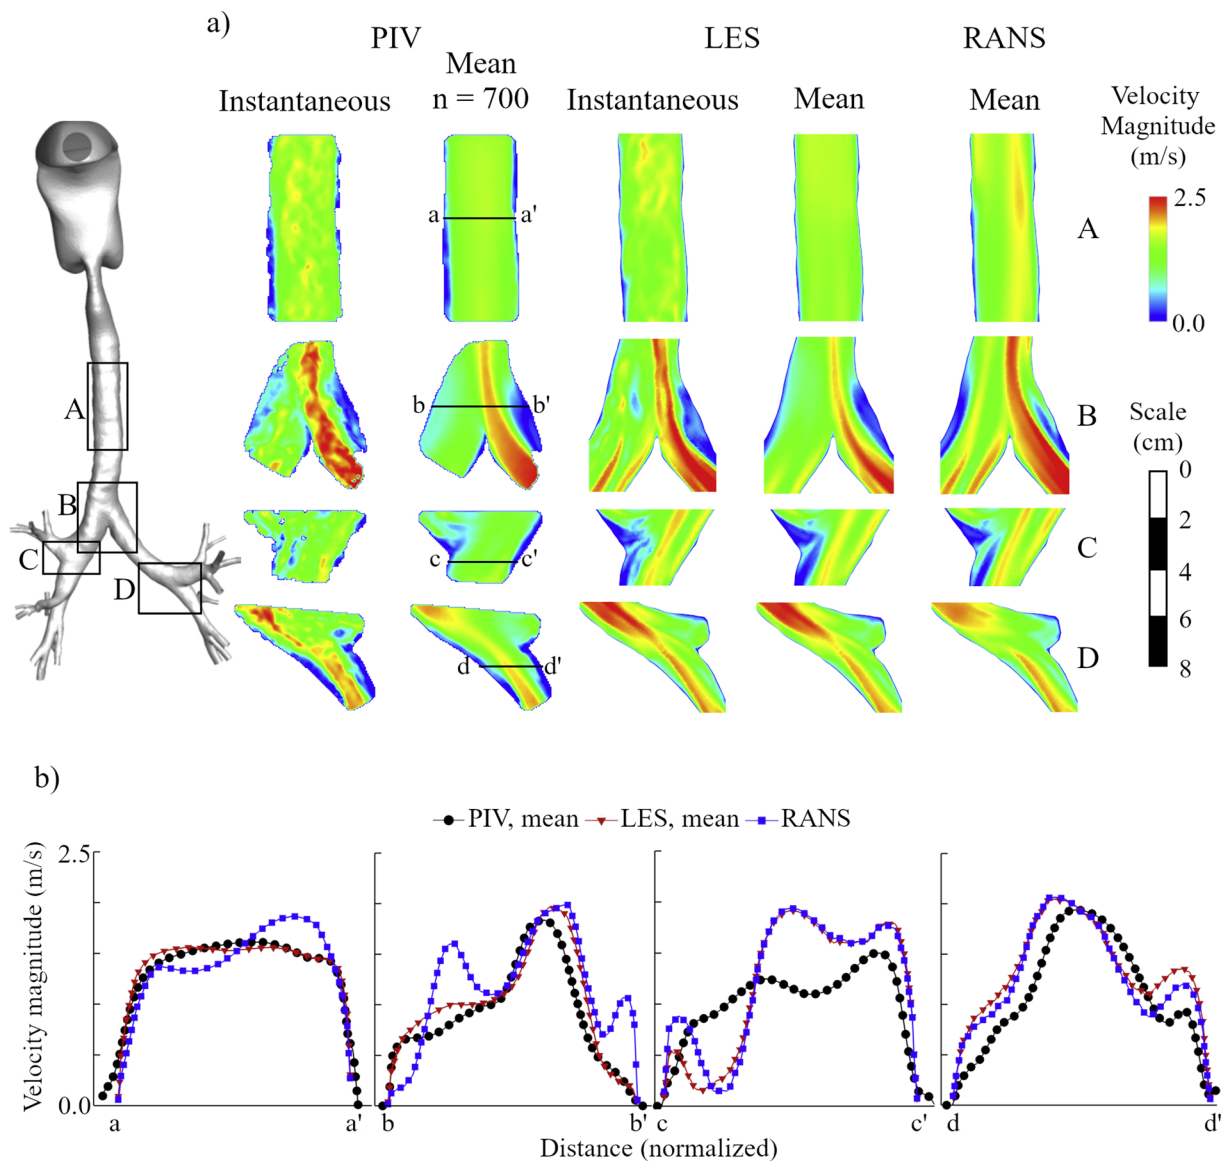 a)
PIV
LES
RANS
Mean
n = 700
Instantaneous
Instantaneous
Mean
Mean
Velocity
Magnitude
(m/s)
2.5
0.0
a
a'
A
b
b'
B
c
c'
C
d
d'
D
A
B
C
D
Scale
(cm)
0
2
4
6
8
b)
PIV, mean
LES, mean
RANS
Velocity magnitude (m/s)
2.5
0.0
a
a'
b
b'
c
c'
d
d'
Distance (normalized)